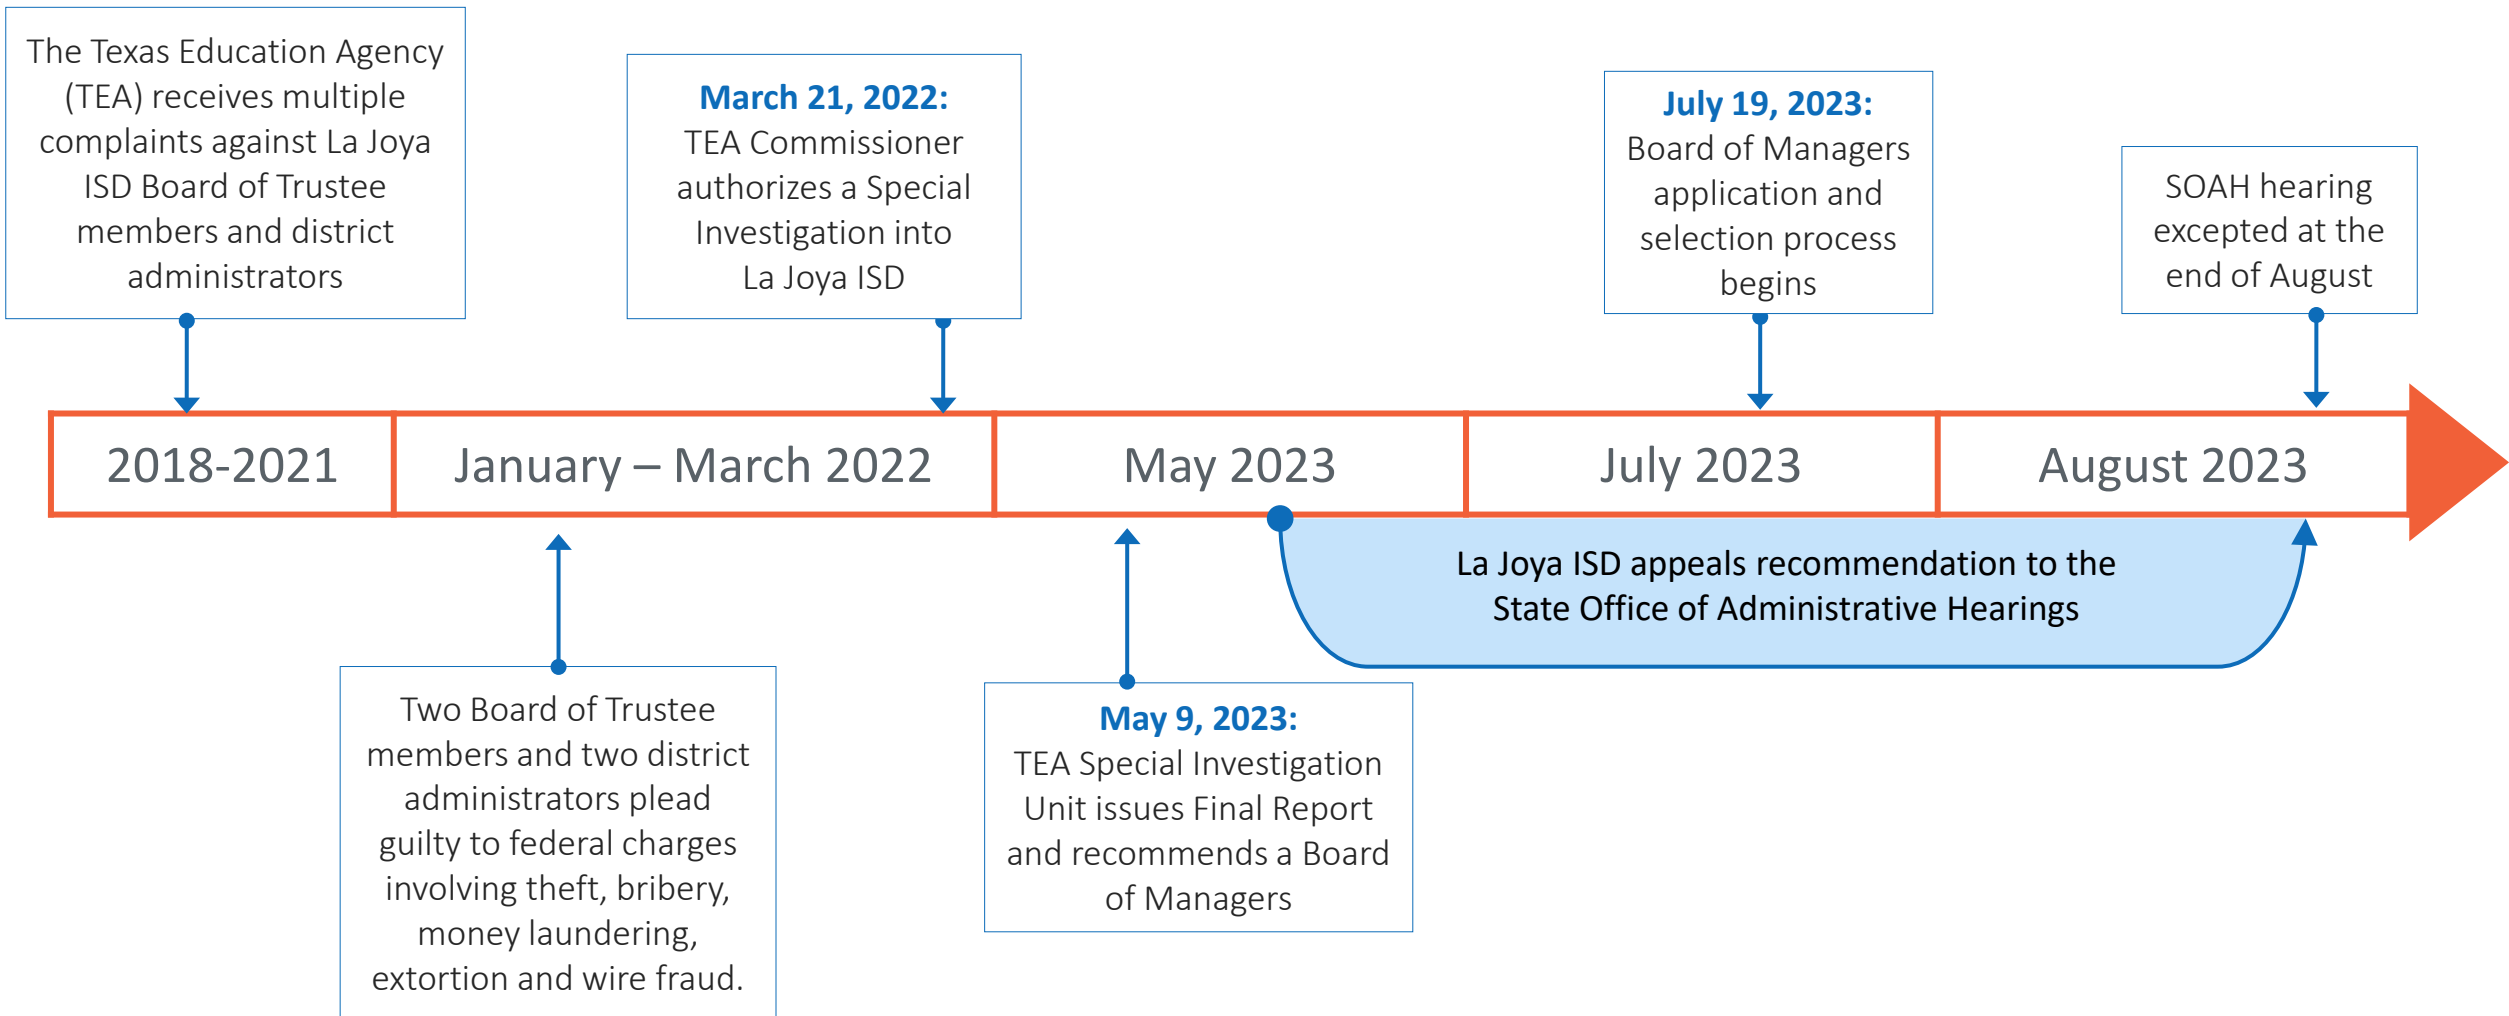 The Texas Education Agency
(TEA) receives multiple
complaints against La Joya
ISD Board of Trustee
members and district
administrators
March 21, 2022:
TEA Commissioner
authorizes a Special
Investigation into
La Joya ISD
July 19, 2023:
Board of Managers
application and
selection process
begins
SOAH hearing
excepted at the
end of August
2018-2021
January – March 2022
May 2023
July 2023
August 2023
La Joya ISD appeals recommendation to the
State Office of Administrative Hearings
Two Board of Trustee
members and two district
administrators plead
guilty to federal charges
involving theft, bribery,
money laundering,
extortion and wire fraud.
May 9, 2023:
TEA Special Investigation
Unit issues Final Report
and recommends a Board
of Managers